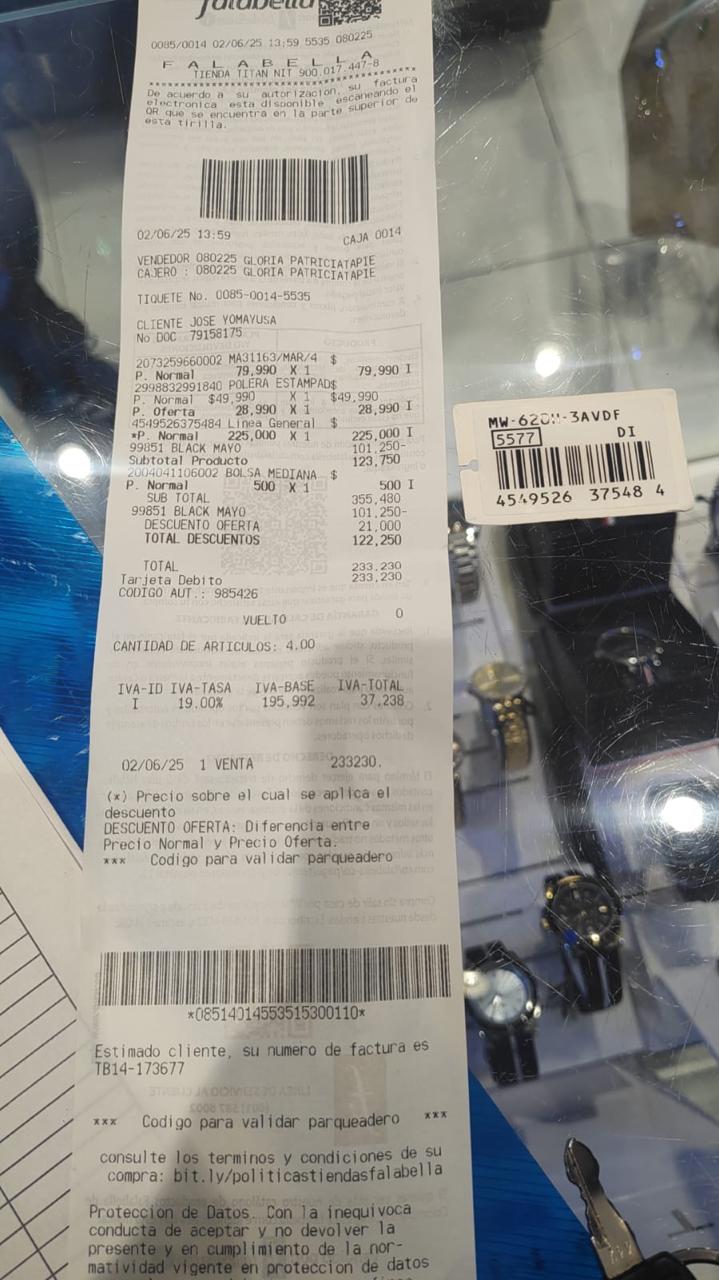 falabella
0085/0014 02/06/25 13:59 5535 080225
F A L A B E L L A
TIENDA TITAN NIT 900.017.447-8
****************************************
De acuerdo a su autorizacion, su factura
electronica esta disponible escaneando el
QR que se encuentra en la parte superior de
esta tirilla.
02/06/25 13:59 CAJA 0014
VENDEDOR 080225 GLORIA PATRICIATAPIE
CAJERO : 080225 GLORIA PATRICIATAPIE
TIQUETE No. 0085-0014-5535
CLIENTE JOSE YOMAYUSA
No DOC 79158175
2073259660002 MA31163/MAR/4 $
P. Normal 79,990 X 1 79,990 I
2998832991840 POLERA ESTAMPAD$
P. Normal $49,990 X 1 $49,990
P. Oferta 28,990 X 1 28,990 I
4549526375484 Linea General $
*P. Normal 225,000 X 1 225,000 I
99851 BLACK MAYO 101,250-
Subtotal Producto 123,750
2004041106002 BOLSA MEDIANA $
P. Normal 500 X 1 500 I
SUB TOTAL 355,480
99851 BLACK MAYO 101,250-
DESCUENTO OFERTA 21,000
TOTAL DESCUENTOS 122,250
TOTAL 233,230
Tarjeta Debito 233,230
CODIGO AUT.: 985426
VUELTO 0
CANTIDAD DE ARTICULOS: 4.00
IVA-ID IVA-TASA IVA-BASE IVA-TOTAL
I 19.00% 195,992 37,238
02/06/25 1 VENTA 233230.
(*) Precio sobre el cual se aplica el
descuento
DESCUENTO OFERTA: Diferencia entre
Precio Normal y Precio Oferta.
*** Codigo para validar parqueadero
*08514014553515300110*
Estimado cliente, su numero de factura es
TB14-173677
*** Codigo para validar parqueadero ***
consulte los terminos y condiciones de su
compra: bit.ly/politicastiendasfalabella
Proteccion de Datos. Con la inequivoca
conducta de aceptar y no devolver la
presente y en cumplimiento de la nor-
matividad vigente en proteccion de datos
MW-620H-3AVDF
5577 DI
4549526 37548 4